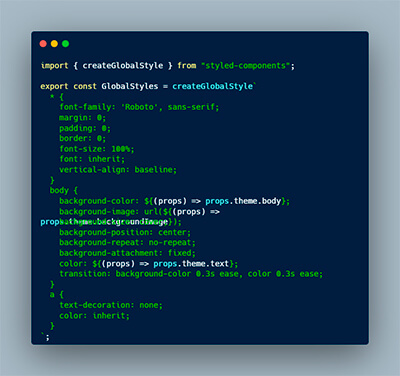 import { createGlobalStyle } from "styled-components";
export const GlobalStyles = createGlobalStyle`
* {
font-family: 'Roboto', sans-serif;
margin: 0;
padding: 0;
border: 0;
font-size: 100%;
font: inherit;
vertical-align: baseline;
}
body {
background-color: ${(props) => props.theme.body};
background-image: url(${(props) =>
props.theme.backgroundImage});
background-position: center;
background-repeat: no-repeat;
background-attachment: fixed;
color: ${(props) => props.theme.text};
transition: background-color 0.3s ease, color 0.3s ease;
}
a {
text-decoration: none;
color: inherit;
}
`;